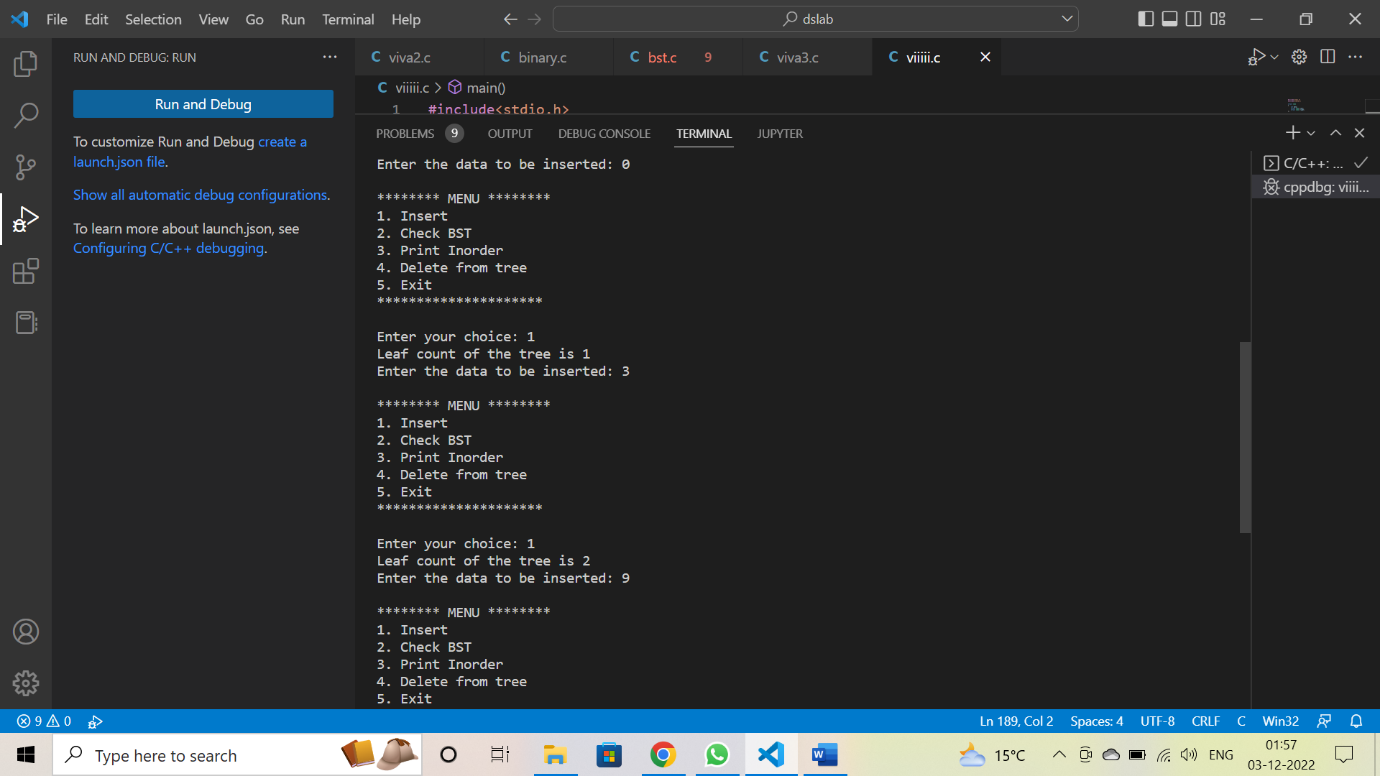 File Edit Selection View Go Run Terminal Help dslab
RUN AND DEBUG: RUN ...
viva2.c binary.c bst.c 9 viva3.c viiiii.c
Run and Debug
To customize Run and Debug create a
launch.json file.
Show all automatic debug configurations.
To learn more about launch.json, see
Configuring C/C++ debugging.
viiiii.c > main()
1 #include<stdio.h>
PROBLEMS 9 OUTPUT DEBUG CONSOLE TERMINAL JUPYTER
Enter the data to be inserted: 0
******** MENU ********
1. Insert
2. Check BST
3. Print Inorder
4. Delete from tree
5. Exit
*********************
Enter your choice: 1
Leaf count of the tree is 1
Enter the data to be inserted: 3
******** MENU ********
1. Insert
2. Check BST
3. Print Inorder
4. Delete from tree
5. Exit
*********************
Enter your choice: 1
Leaf count of the tree is 2
Enter the data to be inserted: 9
******** MENU ********
1. Insert
2. Check BST
3. Print Inorder
4. Delete from tree
5. Exit
C/C++: ...
cppdbg: viiii...
9 0 Ln 189, Col 2 Spaces: 4 UTF-8 CRLF C Win32
Type here to search 15°C ENG 01:57
03-12-2022